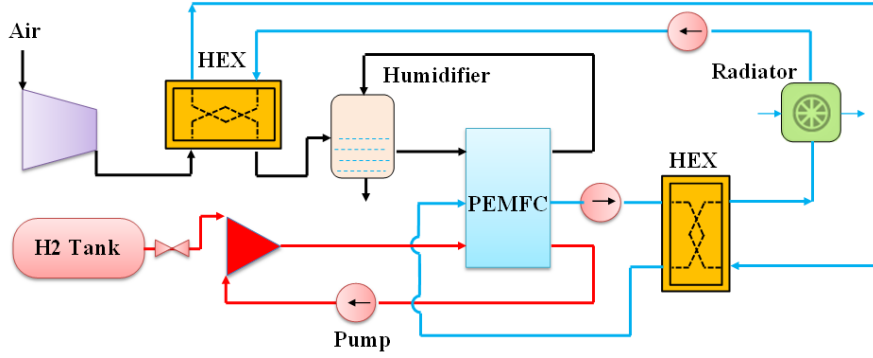 Air
HEX
Humidifier
Radiator
HEX
PEMFC
H2 Tank
Pump